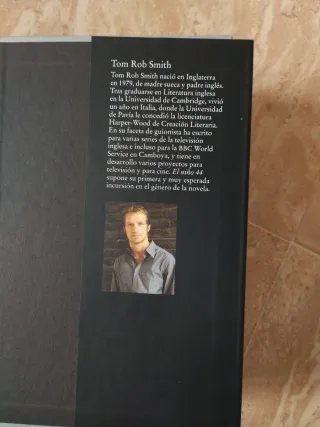 Tom Rob Smith
Tom Rob Smith nació en Inglaterra
en 1979, de madre sueca y padre inglés.
Tras graduarse en Literatura inglesa
en la Universidad de Cambridge, vivió
un año en Italia, donde la Universidad
de Pavía le concedió la licenciatura
Harper-Wood de Creación Literaria.
En su faceta de guionista ha escrito
para varias series de la televisión
inglesa e incluso para la BBC World
Service en Camboya, y tiene en
desarrollo varios proyectos para
televisión y para cine. El niño 44
supone su primera y muy esperada
incursión en el género de la novela.